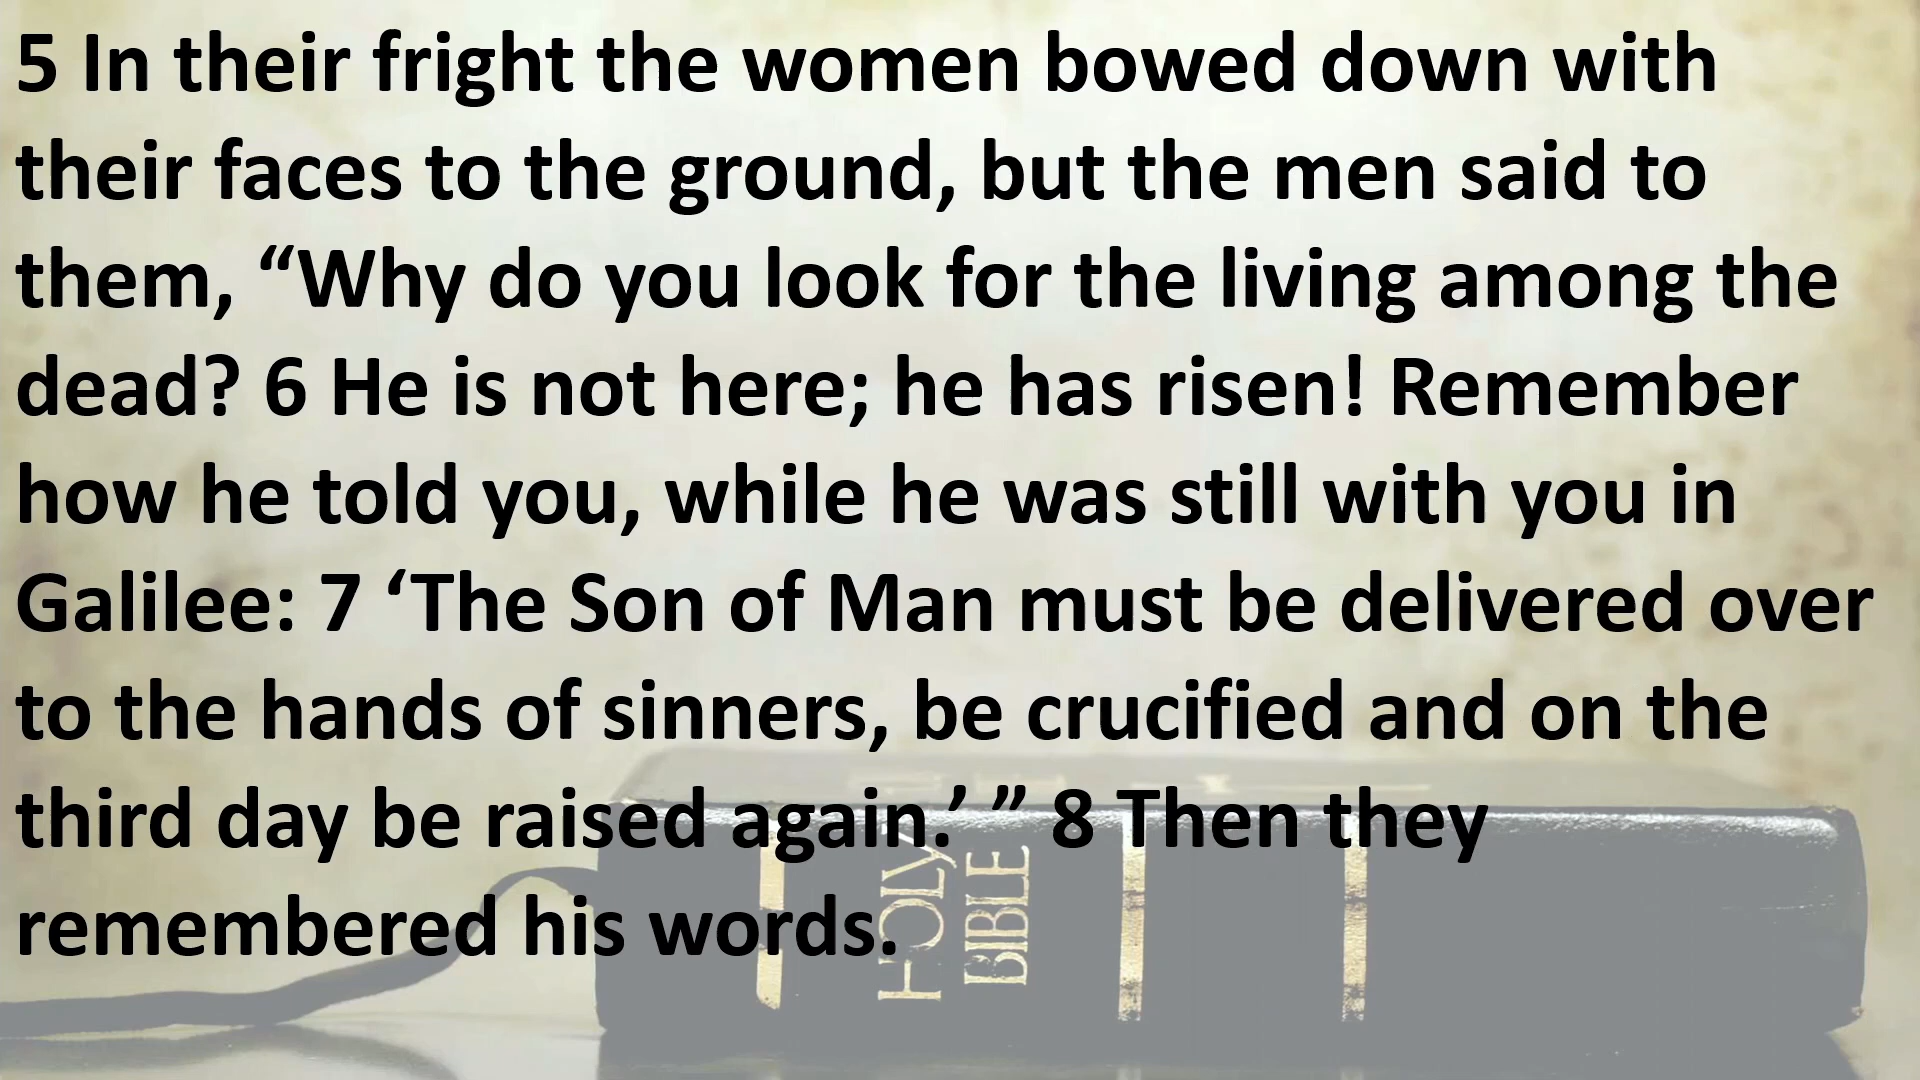 5 In their fright the women bowed down with
their faces to the ground, but the men said to
them, “Why do you look for the living among the
dead? 6 He is not here; he has risen! Remember
how he told you, while he was still with you in
Galilee: 7 ‘The Son of Man must be delivered over
to the hands of sinners, be crucified and on the
third day be raised again.’ ” 8 Then they
remembered his words.
HOLY
BIBLE